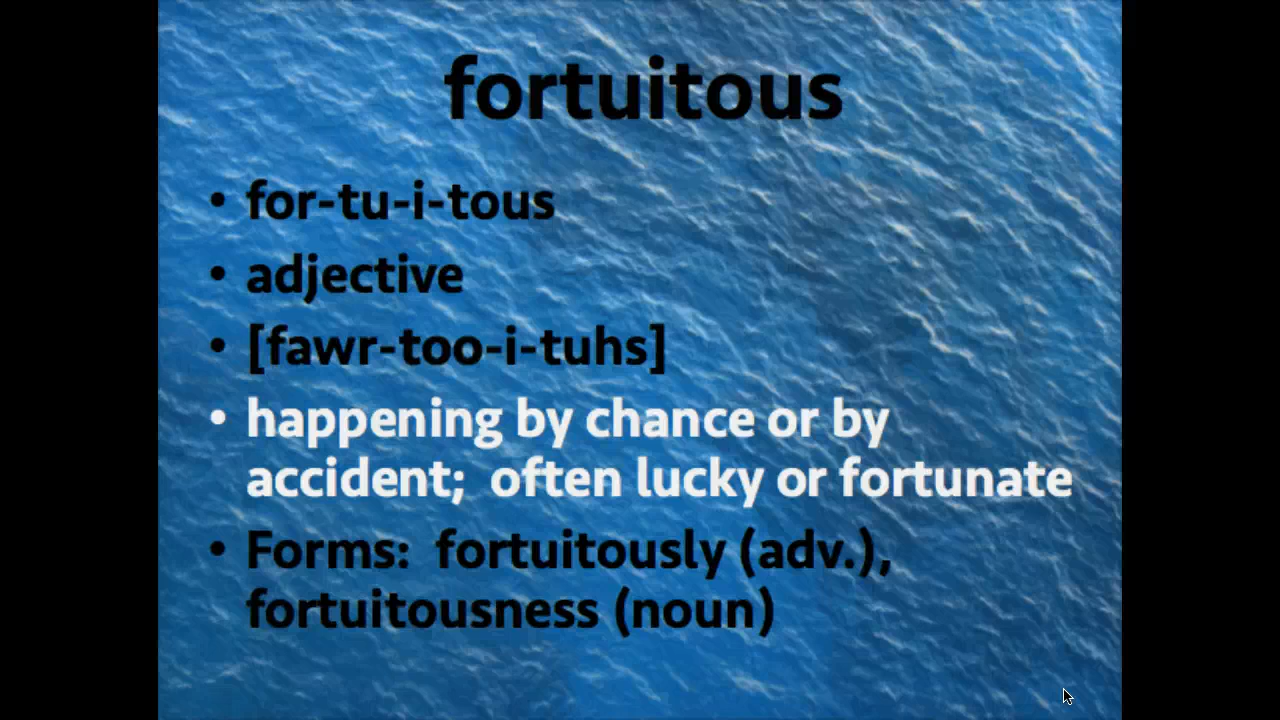 fortuitous
• for-tu-i-tous
• adjective
• [fawr-too-i-tuhs]
• happening by chance or by
accident;  often lucky or fortunate
• Forms:  fortuitously (adv.),
fortuitousness (noun)